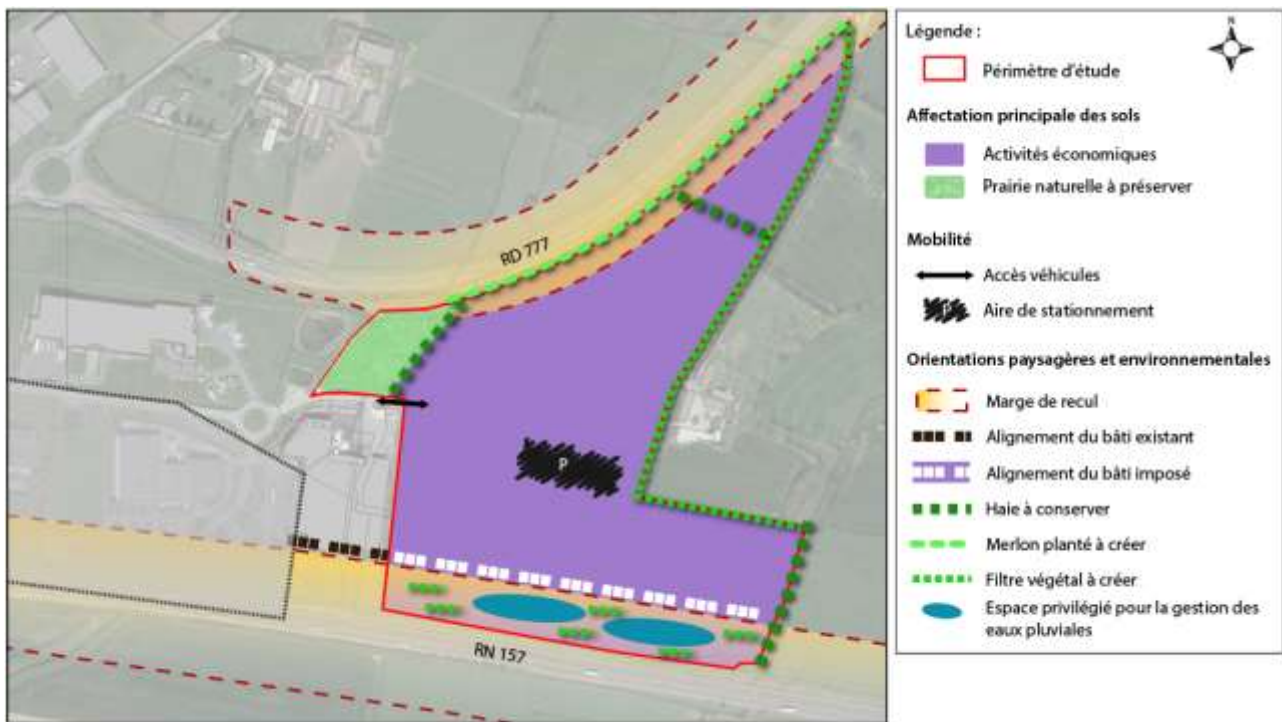 RD 777
P
RN 157
Légende :
N
Périmètre d'étude
Affectation principale des sols
Activités économiques
Prairie naturelle à préserver
Mobilité
Accès véhicules
Aire de stationnement
Orientations paysagères et environnementales
Marge de recul
Alignement du bâti existant
Alignement du bâti imposé
Haie à conserver
Merlon planté à créer
Filtre végétal à créer
Espace privilégié pour la gestion des
eaux pluviales